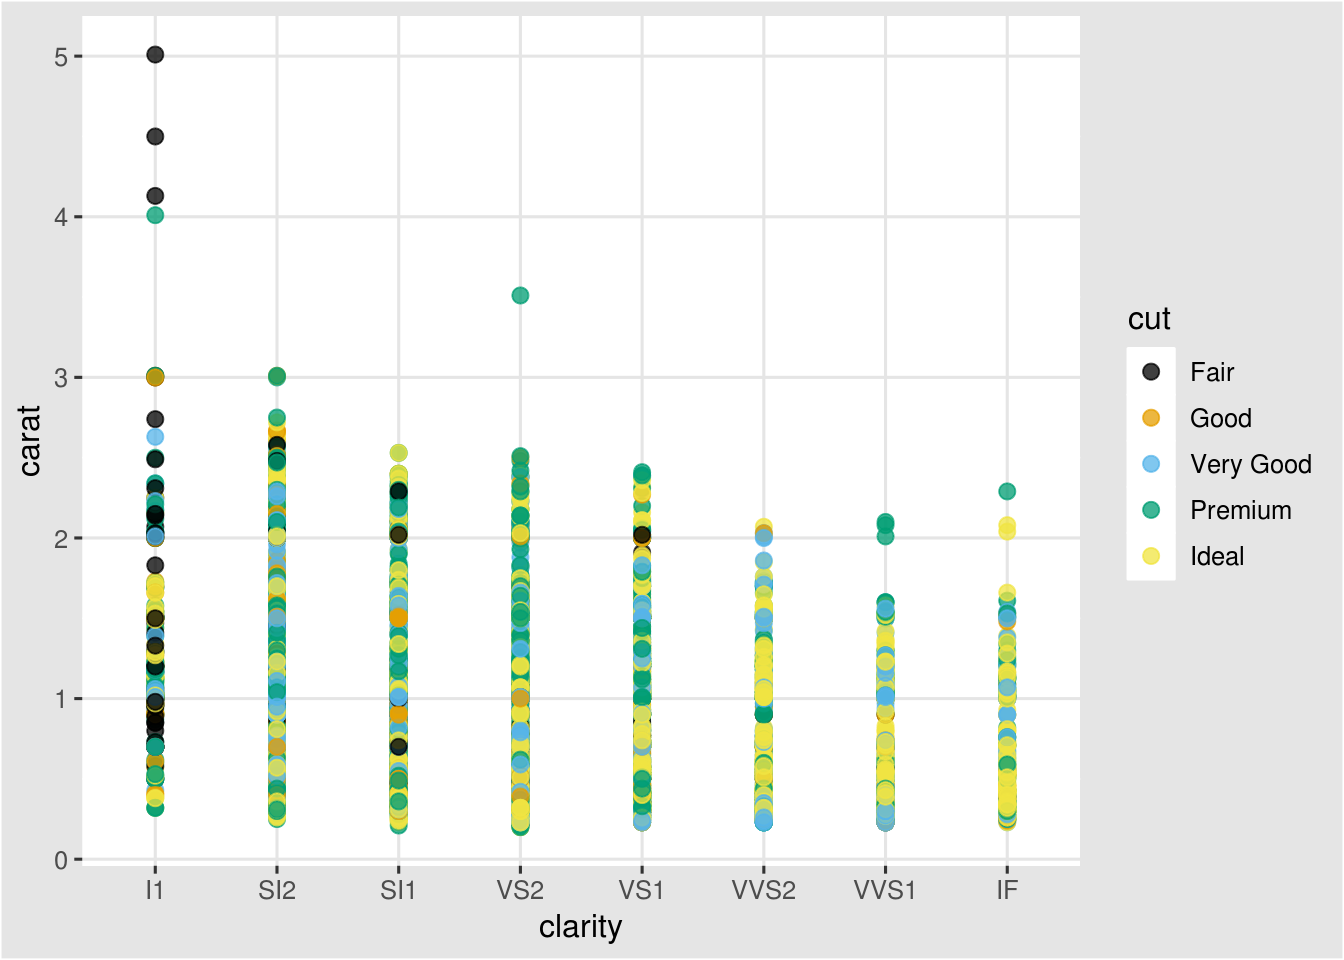 carat
5
4
3
2
1
0
I1 SI2 SI1 VS2 VS1 VVS2 VVS1 IF
clarity
cut
Fair
Good
Very Good
Premium
Ideal